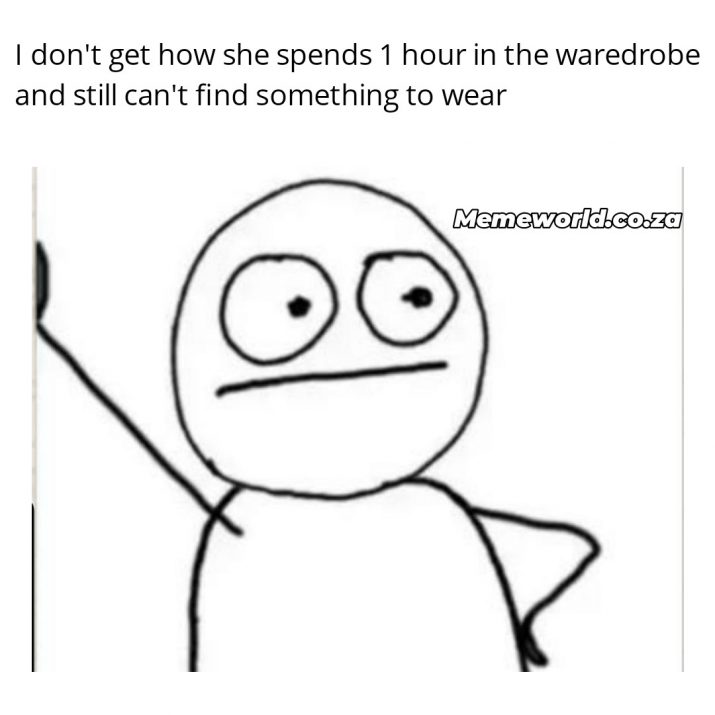 I don't get how she spends 1 hour in the waredrobe
and still can't find something to wear
Memeworld.co.za